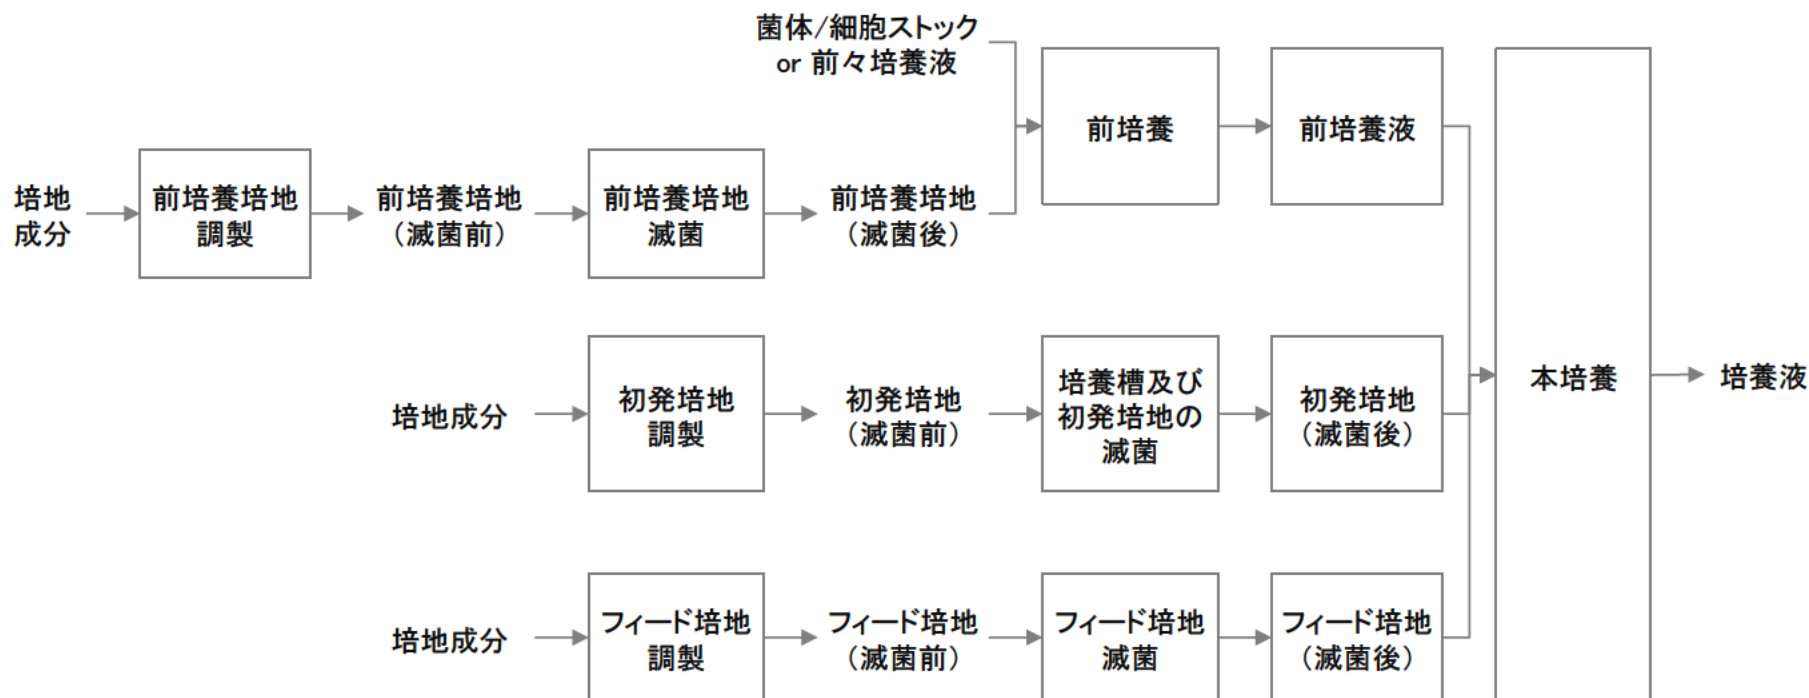 菌体/細胞ストック
or 前々培養液
前培養
前培養液
培地
成分
前培養培地
調製
前培養培地
（滅菌前）
前培養培地
滅菌
前培養培地
（滅菌後）
培地成分
初発培地
調製
初発培地
（滅菌前）
培養槽及び
初発培地の
滅菌
初発培地
（滅菌後）
本培養
培養液
培地成分
フィード培地
調製
フィード培地
（滅菌前）
フィード培地
滅菌
フィード培地
（滅菌後）